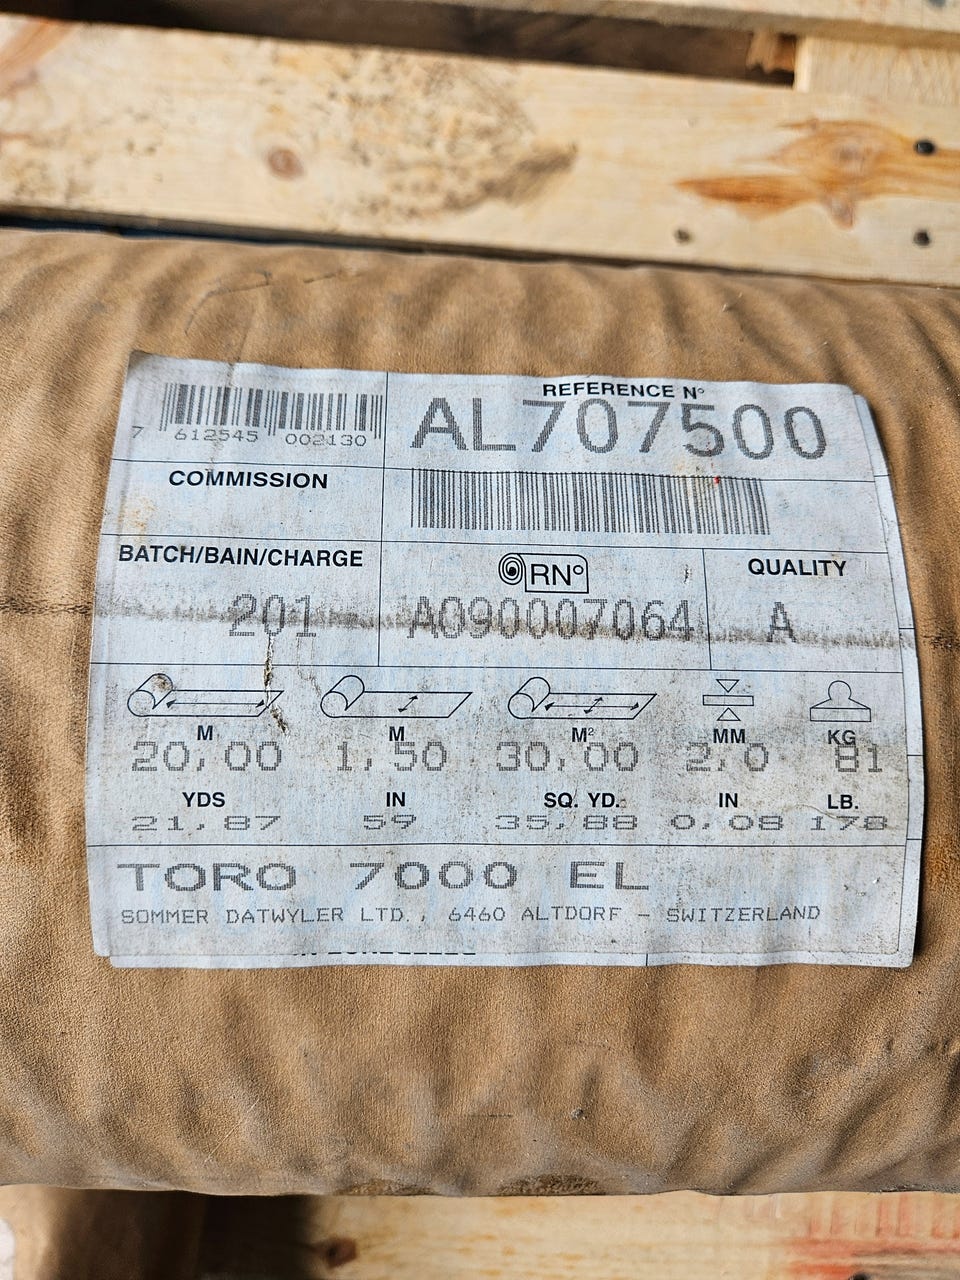 7 612545 002130
REFERENCE N°
AL707500
COMMISSION
BATCH/BAIN/CHARGE
201
RN°
A090007064
QUALITY
A
M M M² MM KG
20,00 1,50 30,00 2,0 81
YDS IN SQ. YD. IN LB.
21,87 59 35,88 0,08 178
TORO 7000 EL
SOMMER DATWYLER LTD., 6460 ALTDORF - SWITZERLAND